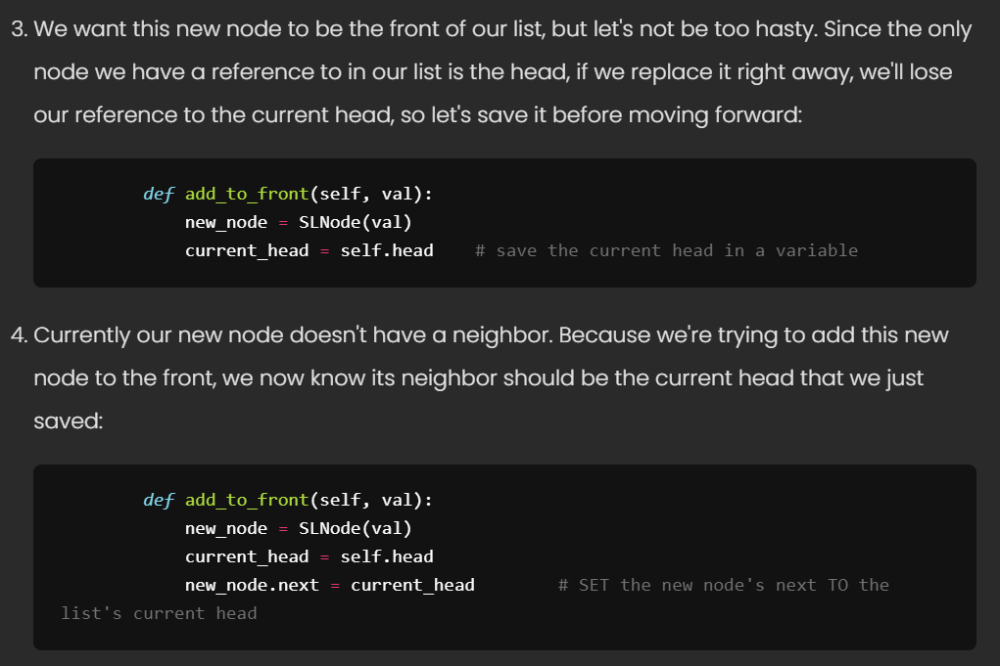 3. We want this new node to be the front of our list, but let's not be too hasty. Since the only
node we have a reference to in our list is the head, if we replace it right away, we'll lose
our reference to the current head, so let's save it before moving forward:
def add_to_front(self, val):
new_node = SLNode(val)
current_head = self.head    # save the current head in a variable
4. Currently our new node doesn't have a neighbor. Because we're trying to add this new
node to the front, we now know its neighbor should be the current head that we just
saved:
def add_to_front(self, val):
new_node = SLNode(val)
current_head = self.head
new_node.next = current_head        # SET the new node's next TO the
list's current head